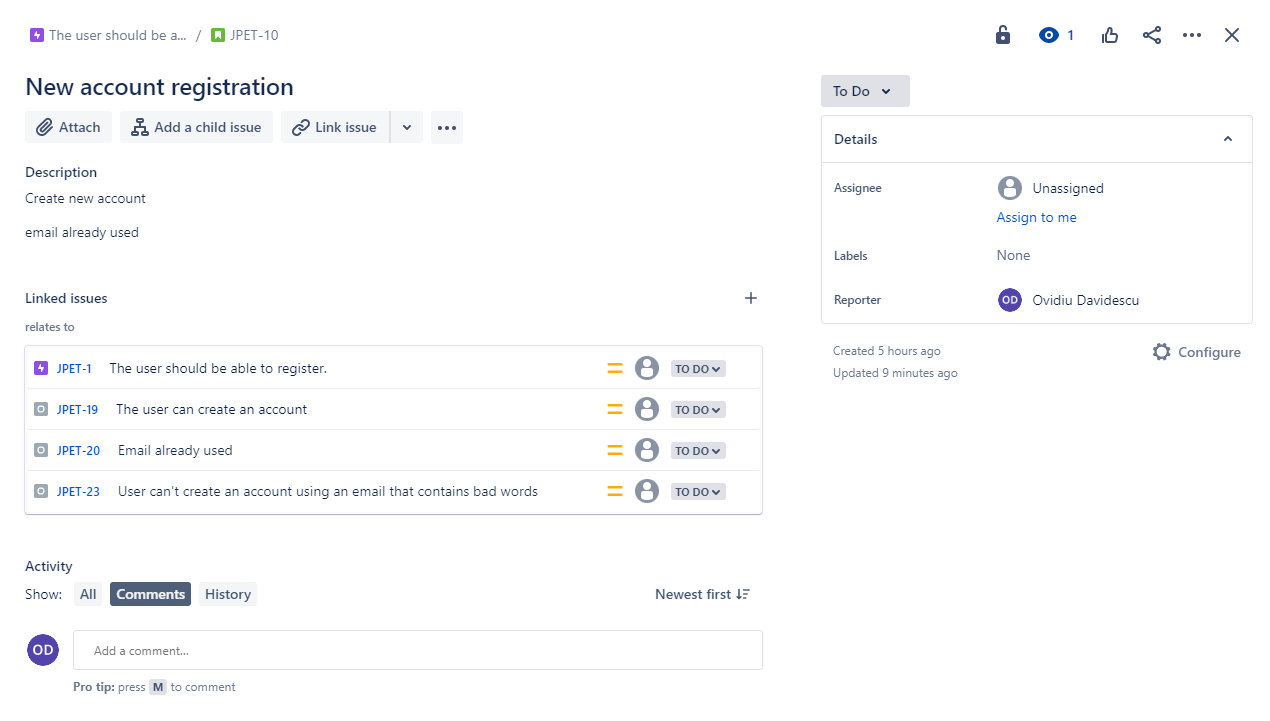 The user should be a... / JPET-10
1
New account registration
Attach
Add a child issue
Link issue
Description
Create new account
email already used
Linked issues
relates to
JPET-1 The user should be able to register. TO DO
JPET-19 The user can create an account TO DO
JPET-20 Email already used TO DO
JPET-23 User can't create an account using an email that contains bad words TO DO
Activity
Show: All Comments History Newest first
OD Add a comment...
Pro tip: press M to comment
To Do
Details
Assignee Unassigned
Assign to me
Labels None
Reporter OD Ovidiu Davidescu
Created 5 hours ago
Configure
Updated 9 minutes ago